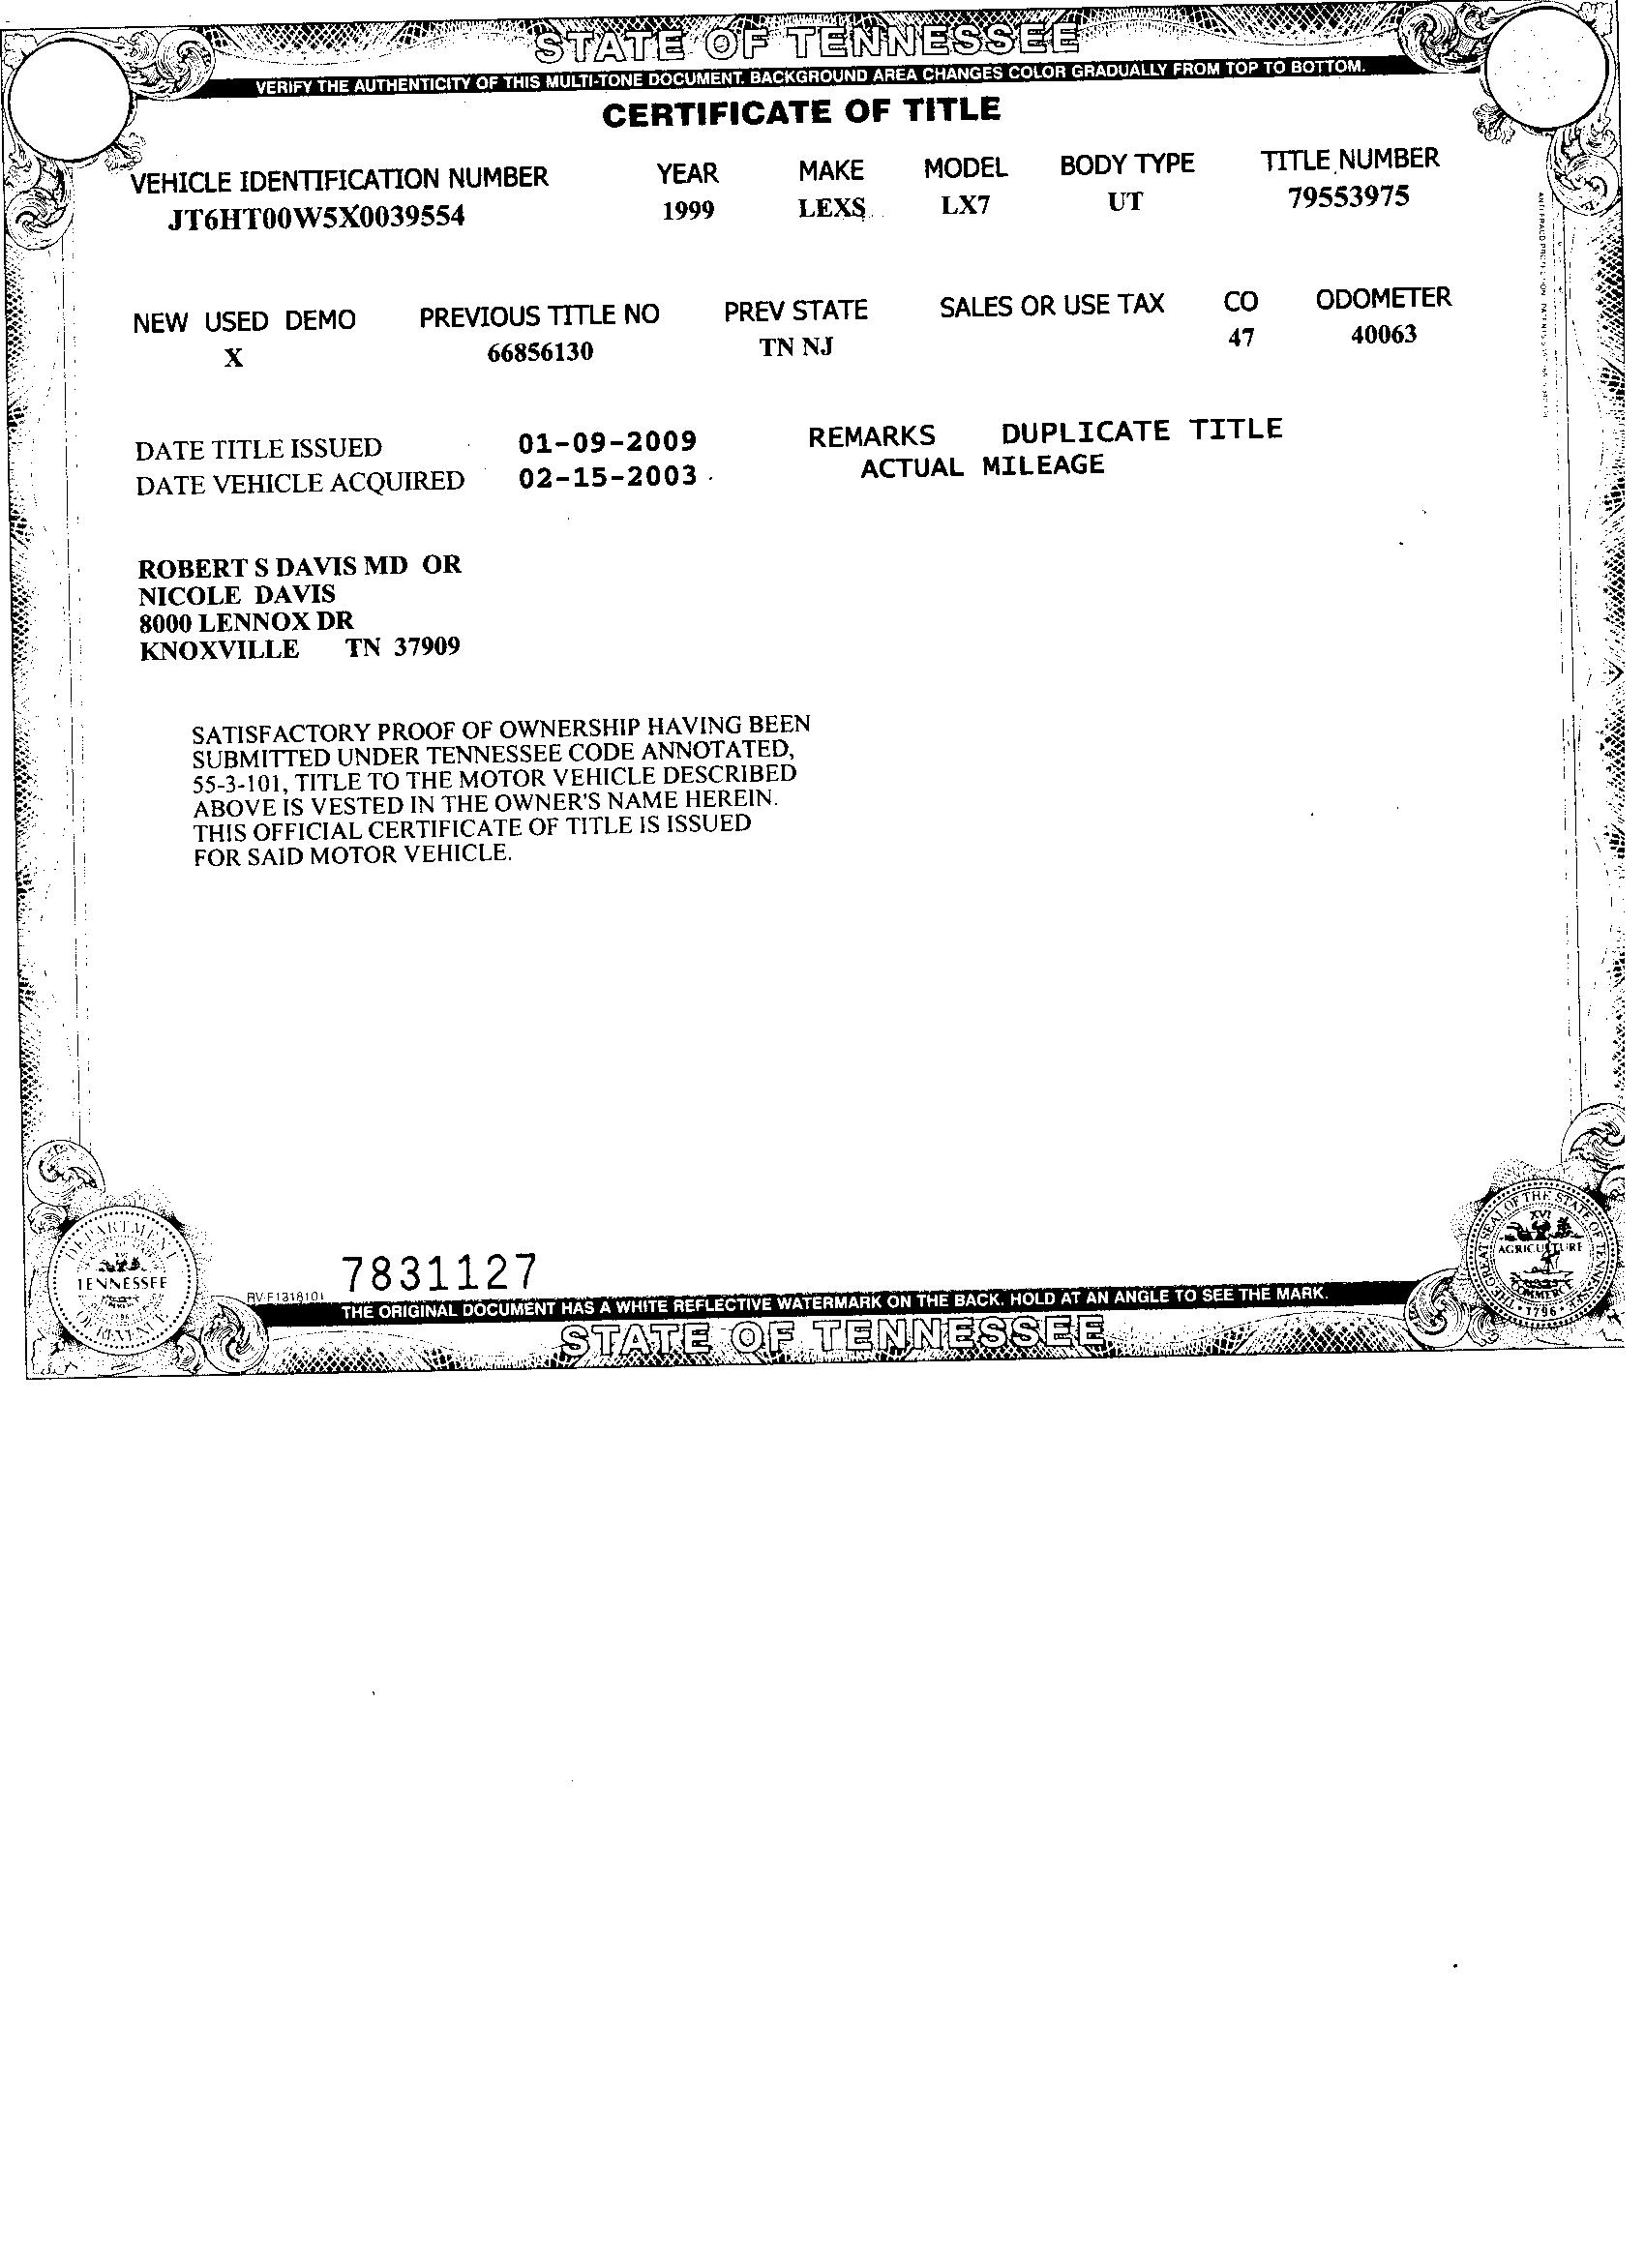 STATE OF TENNESSEE
VERIFY THE AUTHENTICITY OF THIS MULTI-TONE DOCUMENT. BACKGROUND AREA CHANGES COLOR GRADUALLY FROM TOP TO BOTTOM.
CERTIFICATE OF TITLE
VEHICLE IDENTIFICATION NUMBER YEAR MAKE MODEL BODY TYPE TITLE NUMBER
JT6HT00W5X0039554 1999 LEXS LX7 UT 79553975
NEW USED DEMO PREVIOUS TITLE NO PREV STATE SALES OR USE TAX CO ODOMETER
X 66856130 TN NJ 47 40063
DATE TITLE ISSUED 01-09-2009 REMARKS DUPLICATE TITLE
DATE VEHICLE ACQUIRED 02-15-2003 ACTUAL MILEAGE
ROBERT S DAVIS MD OR
NICOLE DAVIS
8000 LENNOX DR
KNOXVILLE TN 37909
SATISFACTORY PROOF OF OWNERSHIP HAVING BEEN
SUBMITTED UNDER TENNESSEE CODE ANNOTATED,
55-3-101, TITLE TO THE MOTOR VEHICLE DESCRIBED
ABOVE IS VESTED IN THE OWNER'S NAME HEREIN.
THIS OFFICIAL CERTIFICATE OF TITLE IS ISSUED
FOR SAID MOTOR VEHICLE.
DEPARTMENT
TENNESSEE
OF REVENUE
THE GREAT SEAL OF THE STATE OF TENNESSEE
XVI
AGRICULTURE
COMMERCE
1796
7831127
RV-F1318101
THE ORIGINAL DOCUMENT HAS A WHITE REFLECTIVE WATERMARK ON THE BACK. HOLD AT AN ANGLE TO SEE THE MARK.
STATE OF TENNESSEE